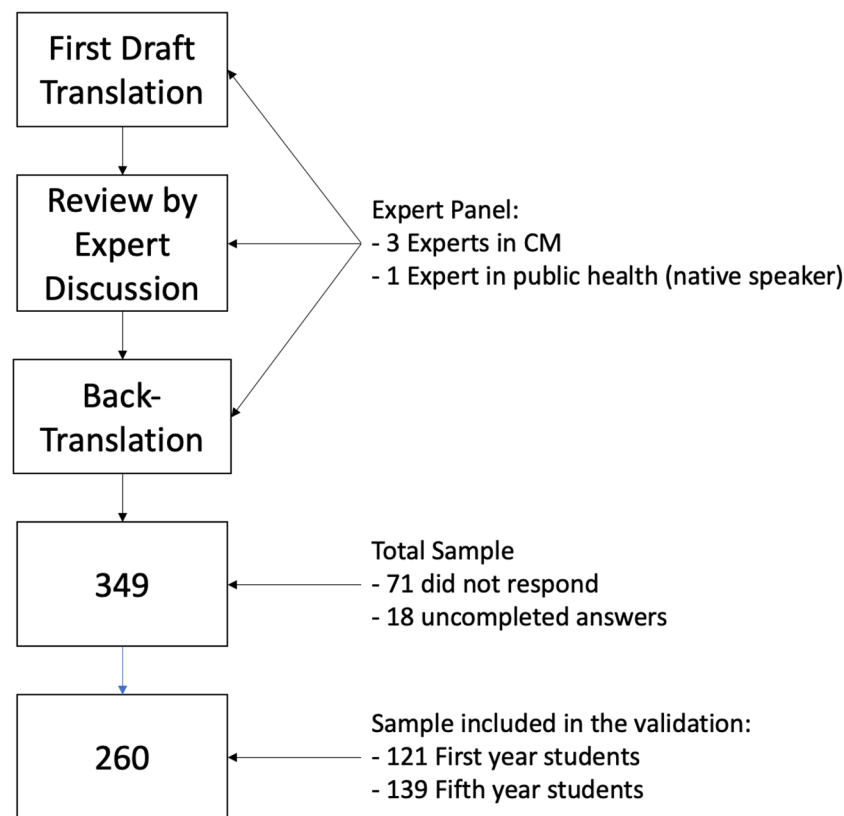 First Draft
Translation
Review by
Expert
Discussion
Expert Panel:
- 3 Experts in CM
- 1 Expert in public health (native speaker)
Back-
Translation
349
Total Sample
- 71 did not respond
- 18 uncompleted answers
260
Sample included in the validation:
- 121 First year students
- 139 Fifth year students